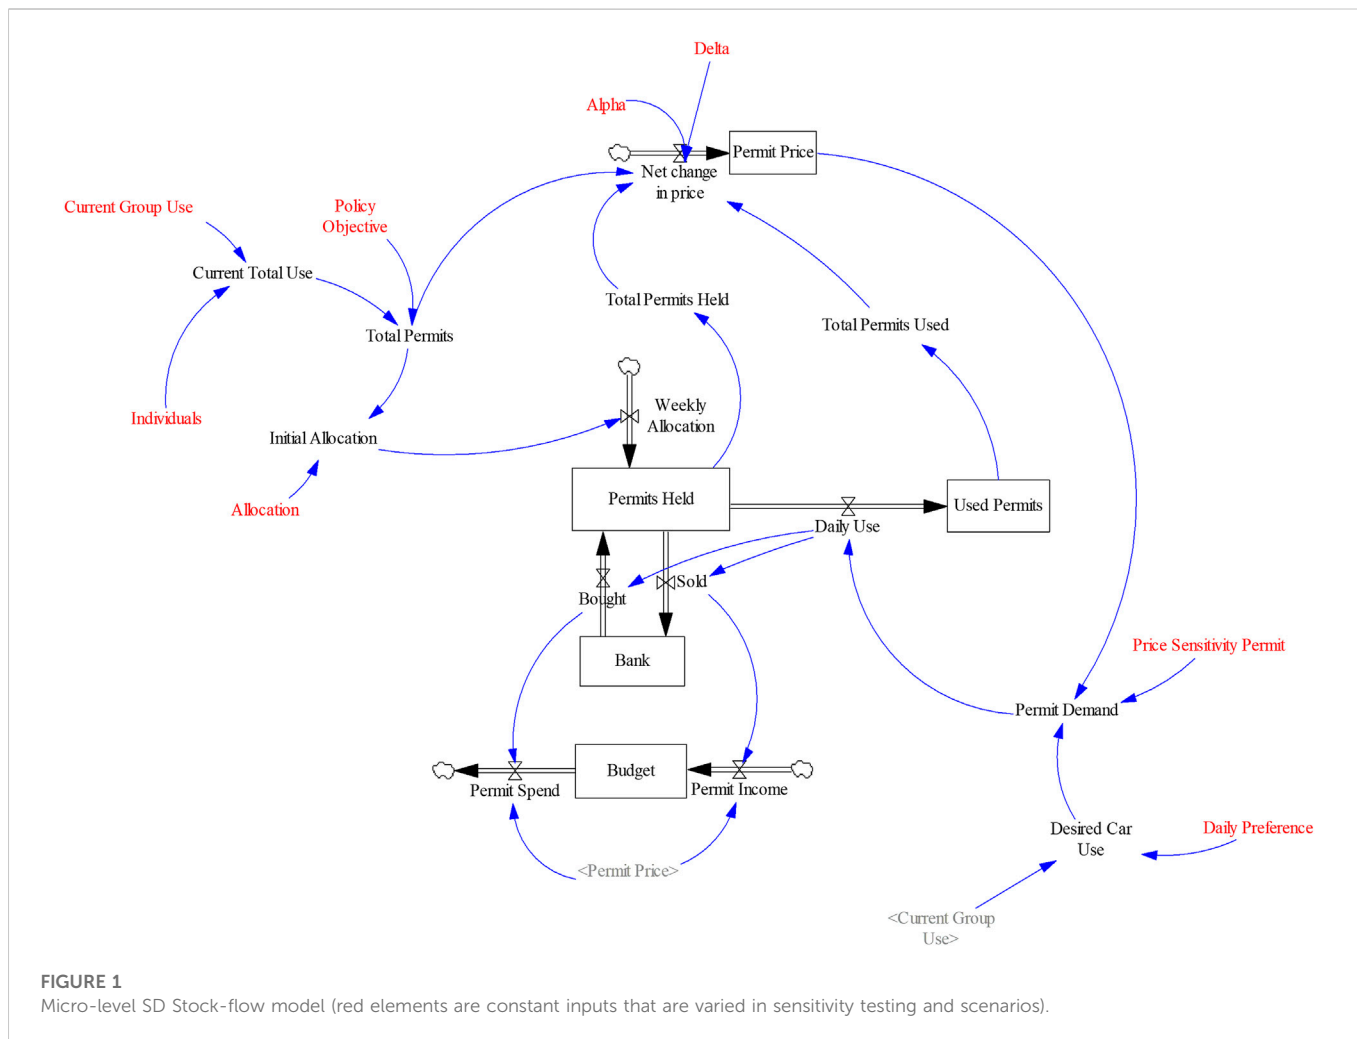 Delta
Alpha
Permit Price
Net change
in price
Current Group Use
Policy
Objective
Current Total Use
Total Permits Held
Total Permits Used
Total Permits
Individuals
Weekly
Allocation
Initial Allocation
Allocation
Permits Held
Used Permits
Daily Use
Sold
Bought
Bank
Price Sensitivity Permit
Permit Demand
Budget
Permit Spend
Permit Income
Desired Car
Use
Daily Preference
<Permit Price>
<Current Group
Use>
FIGURE 1
Micro-level SD Stock-flow model (red elements are constant inputs that are varied in sensitivity testing and scenarios).